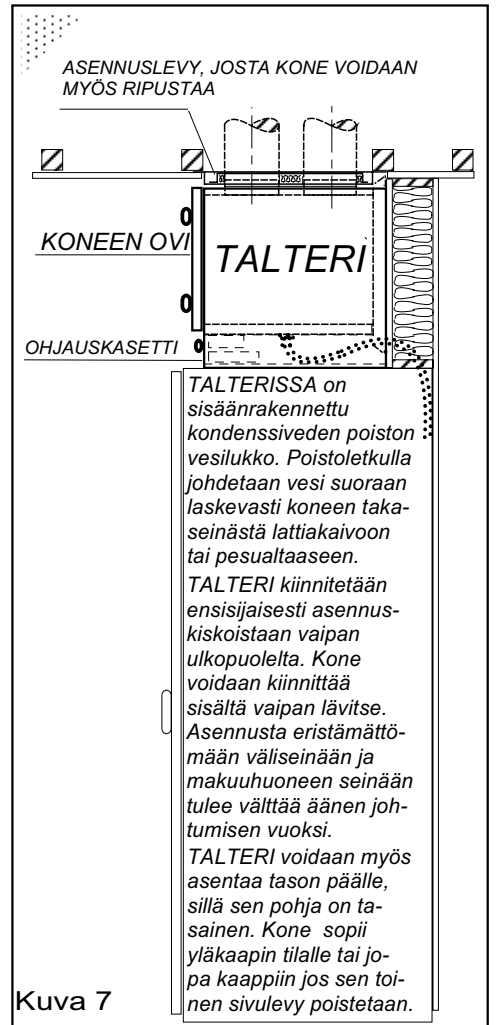 ASENNUSLEVY, JOSTA KONE VOIDAAN
MYÖS RIPUSTAA
KONEEN OVI
TALTERI
OHJAUSKASETTI
TALTERISSA on
sisäänrakennettu
kondenssiveden poiston
vesilukko. Poistoletkulla
johdetaan vesi suoraan
laskevasti koneen taka-
seinästä lattiakaivoon
tai pesualtaaseen.
TALTERI kiinnitetään
ensisijaisesti asennus-
kiskoistaan vaipan
ulkopuolelta. Kone
voidaan kiinnittää
sisältä vaipan lävitse.
Asennusta eristämättö-
mään väliseinään ja
makuuhuoneen seinään
tulee välttää äänen joh-
tumisen vuoksi.
TALTERI voidaan myös
asentaa tason päälle,
sillä sen pohja on ta-
sainen. Kone sopii
yläkaapin tilalle tai jo-
pa kaappiin jos sen toi-
nen sivulevy poistetaan.
Kuva 7